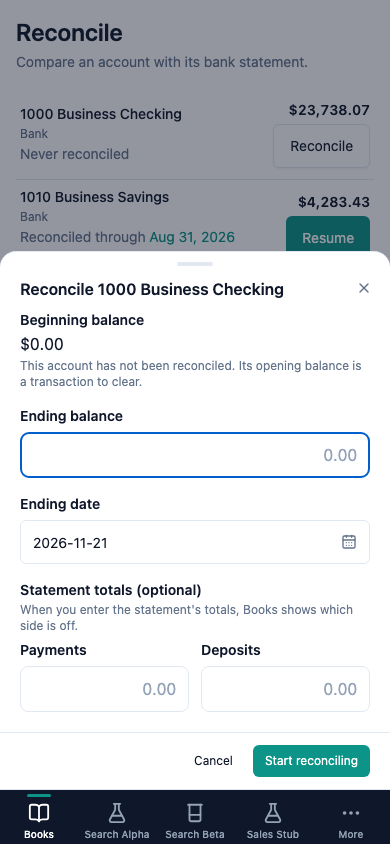 Reconcile
Compare an account with its bank statement.
1000 Business Checking
$23,738.07
Bank
Never reconciled
Reconcile
1010 Business Savings
$4,283.43
Bank
Reconciled through Aug 31, 2026
Resume
Reconcile 1000 Business Checking
Beginning balance
$0.00
This account has not been reconciled. Its opening balance is
a transaction to clear.
Ending balance
0.00
Ending date
2026-11-21
Statement totals (optional)
When you enter the statement's totals, Books shows which
side is off.
Payments
Deposits
0.00
0.00
Cancel
Start reconciling
Books
Search Alpha
Search Beta
Sales Stub
More